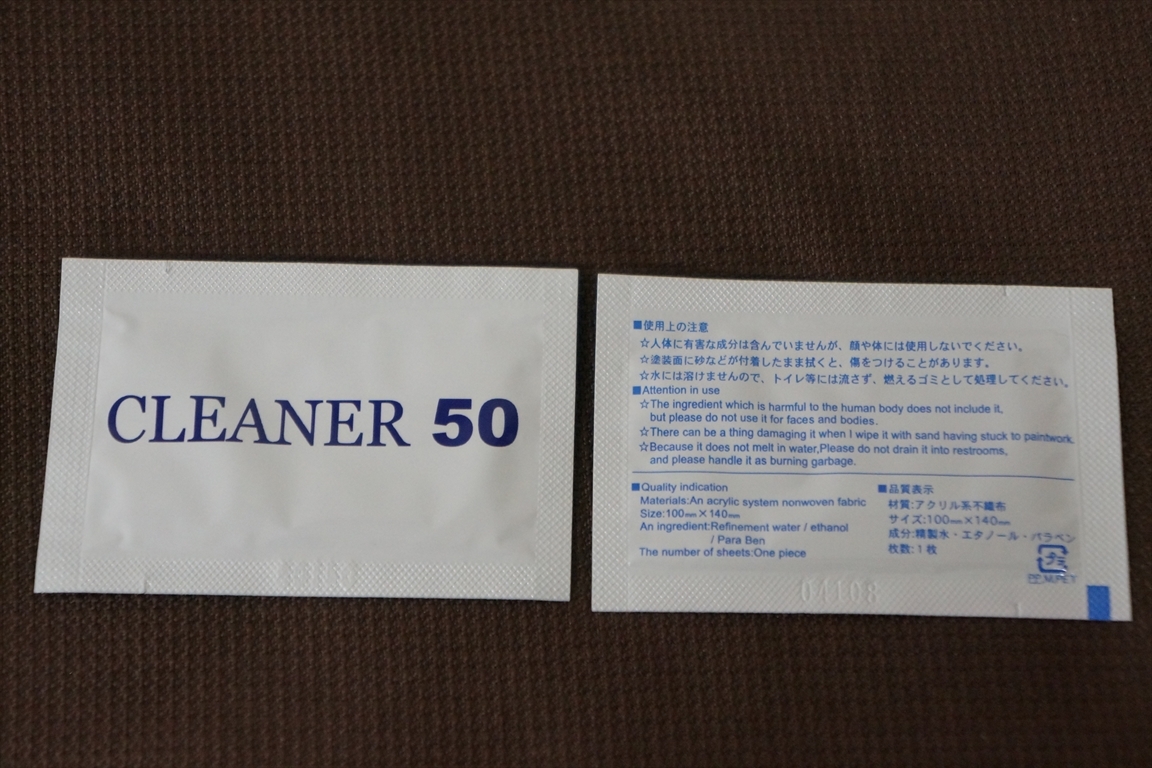 CLEANER 50
■使用上の注意
☆人体に有害な成分は含んでいませんが、顔や体には使用しないでください。
☆塗装面に砂などが付着したまま拭くと、傷をつけることがあります。
☆水には溶けませんので、トイレ等には流さず、燃えるゴミとして処理してください。
■Attention in use
☆The ingredient which is harmful to the human body does not include it,
but please do not use it for faces and bodies.
☆There can be a thing damaging it when I wipe it with sand having stuck to paintwork.
☆Because it does not melt in water,Please do not drain it into restrooms,
and please handle it as burning garbage.
■Quality indication
Materials:An acrylic system nonwoven fabric
Size:100mm×140mm
An ingredient:Refinement water / ethanol
/ Para Ben
The number of sheets:One piece
■品質表示
材質:アクリル系不織布
サイズ:100mm×140mm
成分:精製水・エタノール・パラベン
枚数:1枚
プラ
PP,M,PET
04108